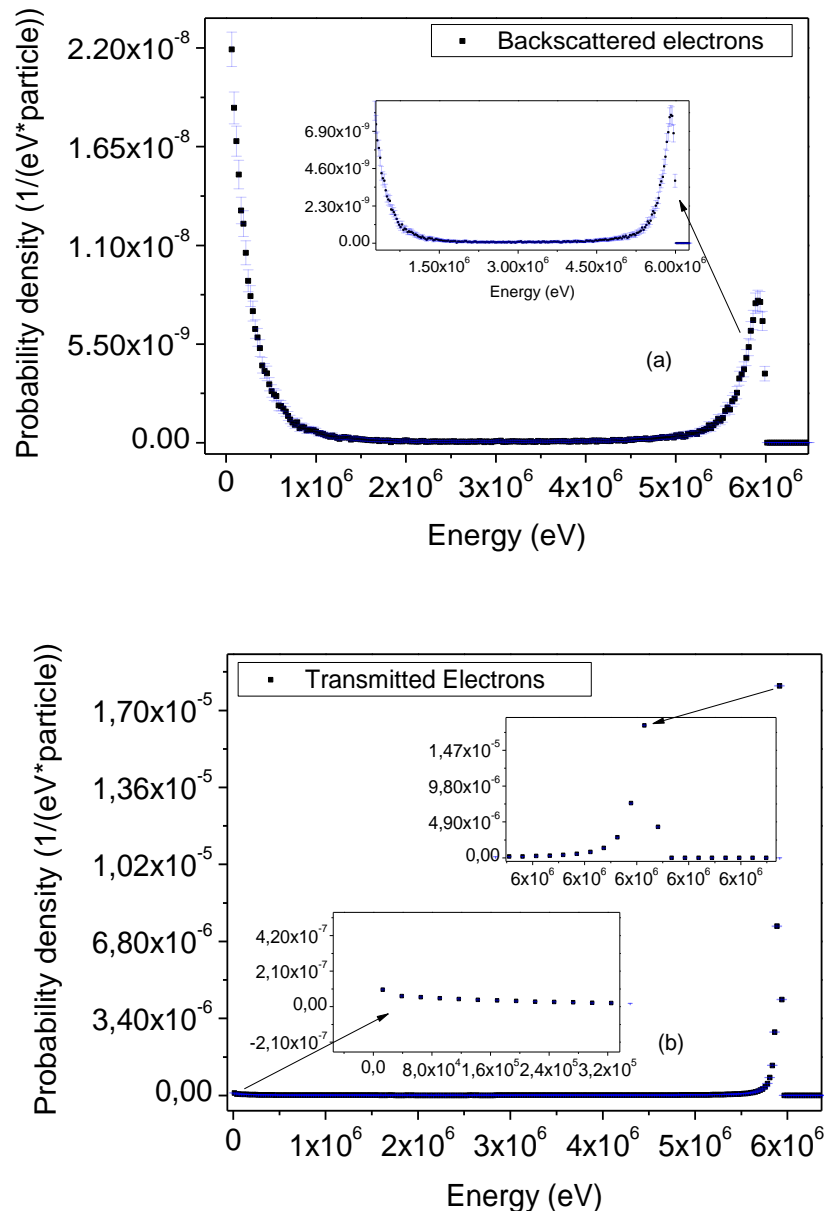 Backscattered electrons
Probability density (1/(eV*particle))
2.20x10⁻⁸
1.65x10⁻⁸
1.10x10⁻⁸
5.50x10⁻⁹
0.00
6.90x10⁻⁹
4.60x10⁻⁹
2.30x10⁻⁹
0.00
1.50x10⁶ 3.00x10⁶ 4.50x10⁶ 6.00x10⁶
Energy (eV)
(a)
0 1x10⁶ 2x10⁶ 3x10⁶ 4x10⁶ 5x10⁶ 6x10⁶
Energy (eV)
Transmitted Electrons
Probability density (1/(eV*particle))
1,70x10⁻⁵
1,36x10⁻⁵
1,02x10⁻⁵
6,80x10⁻⁶
3,40x10⁻⁶
0,00
1,47x10⁻⁵
9,80x10⁻⁶
4,90x10⁻⁶
0,00
6x10⁶ 6x10⁶ 6x10⁶ 6x10⁶ 6x10⁶
4,20x10⁻⁷
2,10x10⁻⁷
0,00
-2,10x10⁻⁷
0,0 8,0x10⁴ 1,6x10⁵ 2,4x10⁵ 3,2x10⁵
(b)
0 1x10⁶ 2x10⁶ 3x10⁶ 4x10⁶ 5x10⁶ 6x10⁶
Energy (eV)